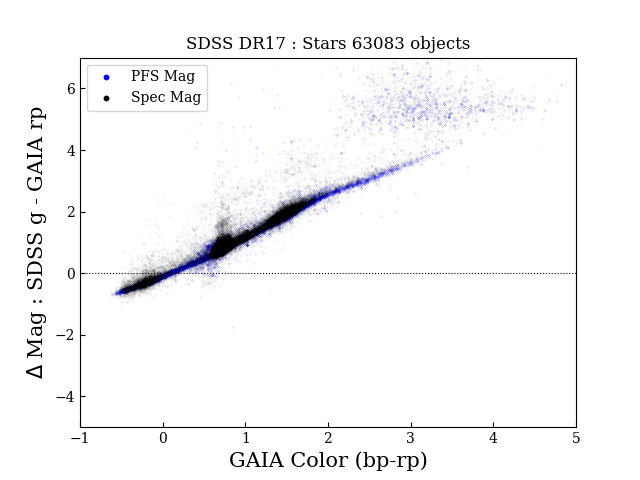 SDSS DR17 : Stars 63083 objects
PFS Mag
Spec Mag
Δ Mag : SDSS g - GAIA rp
6
4
2
0
−2
−4
−1 0 1 2 3 4 5
GAIA Color (bp-rp)